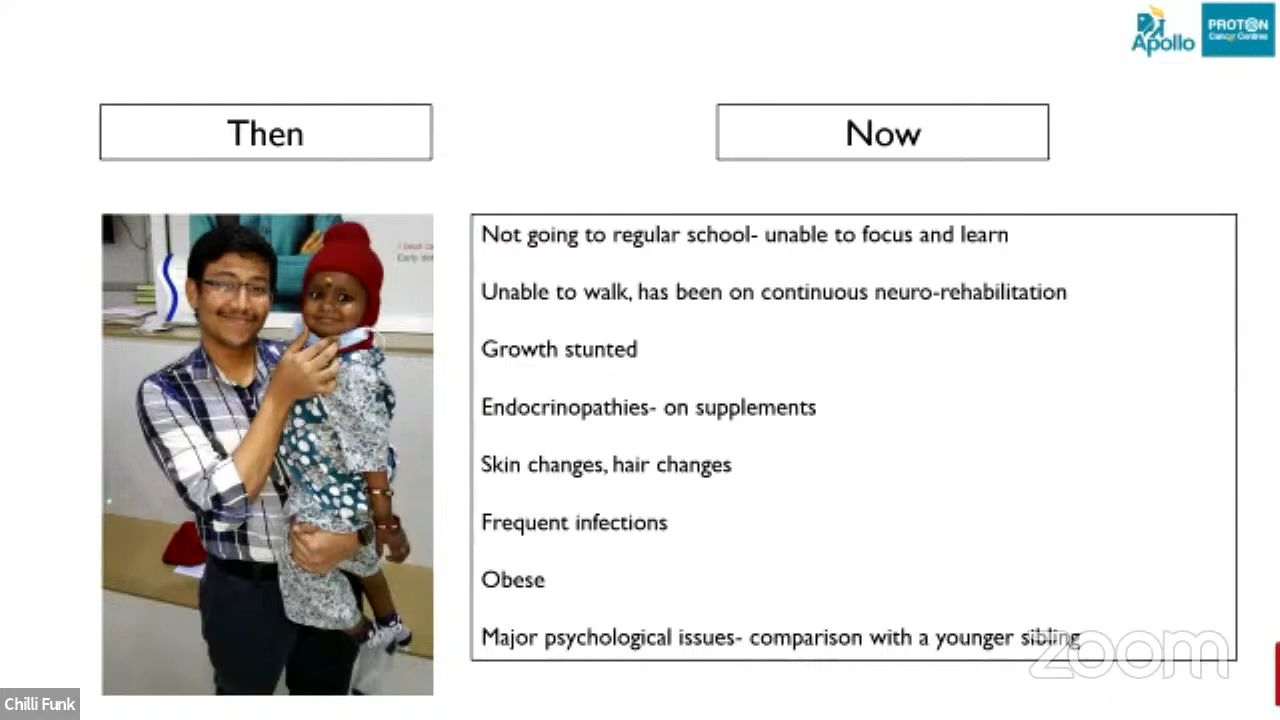 Apollo
PROTON
Cancer Centres
Then
Now
Not going to regular school- unable to focus and learn
Unable to walk, has been on continuous neuro-rehabilitation
Growth stunted
Endocrinopathies- on supplements
Skin changes, hair changes
Frequent infections
Obese
Major psychological issues- comparison with a younger sibling
zoom
Chilli Funk